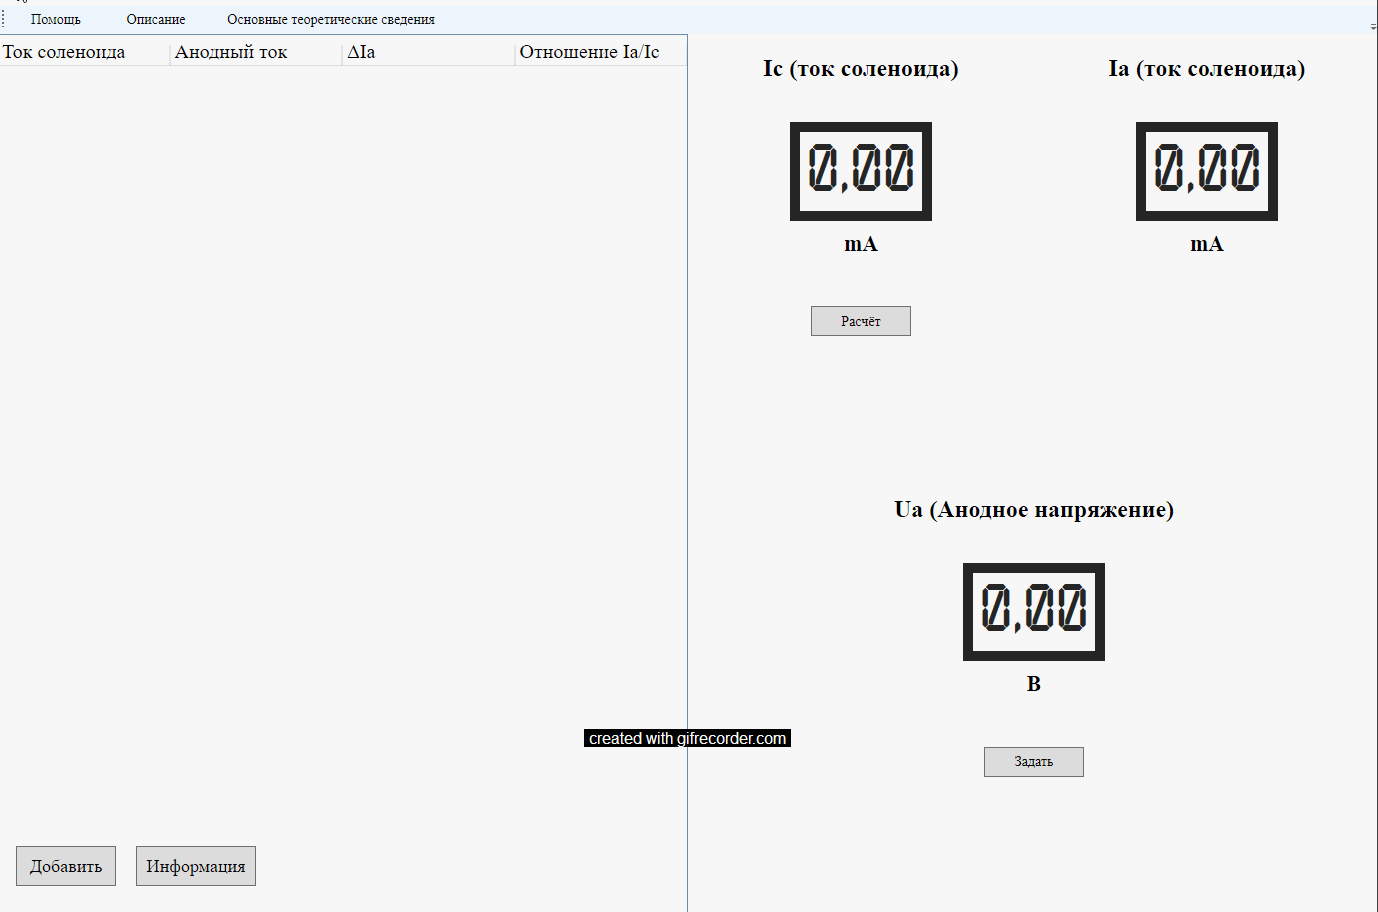 Помощь Описание Основные теоретические сведения
Ток соленоида Анодный ток ΔIa Отношение Ia/Ic
Ic (ток соленоида)
0,00
mA
Расчёт
Ia (ток соленоида)
0,00
mA
Ua (Анодное напряжение)
0,00
В
Задать
created with gifrecorder.com
Добавить Информация